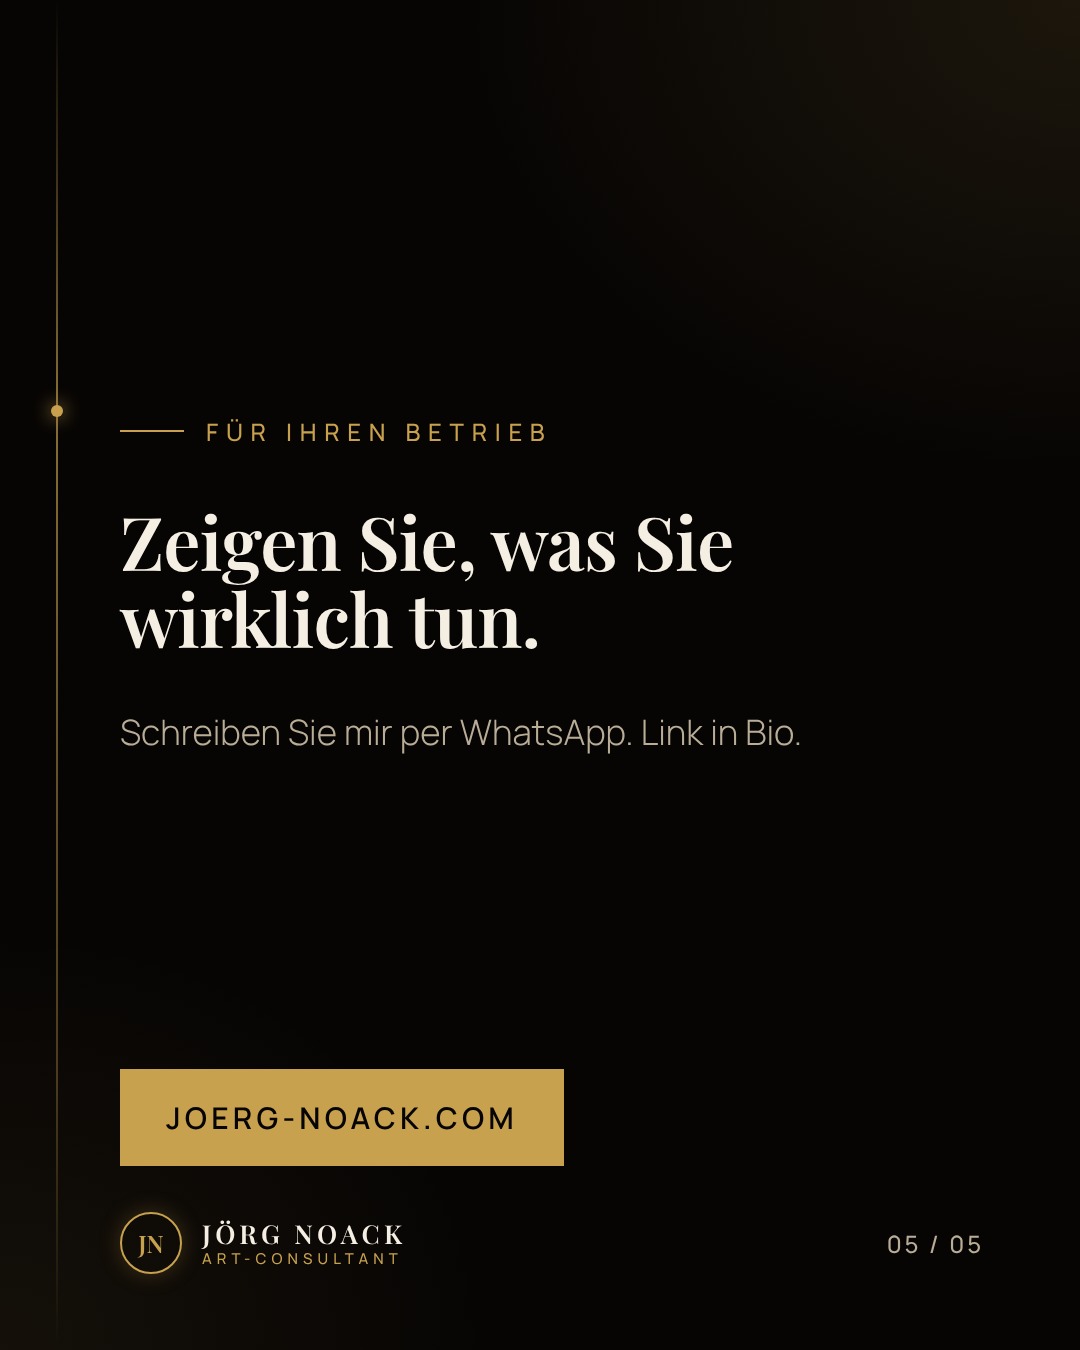 FÜR IHREN BETRIEB
Zeigen Sie, was Sie
wirklich tun.
Schreiben Sie mir per WhatsApp. Link in Bio.
JOERG-NOACK.COM
JN
JÖRG NOACK
ART-CONSULTANT
05 / 05